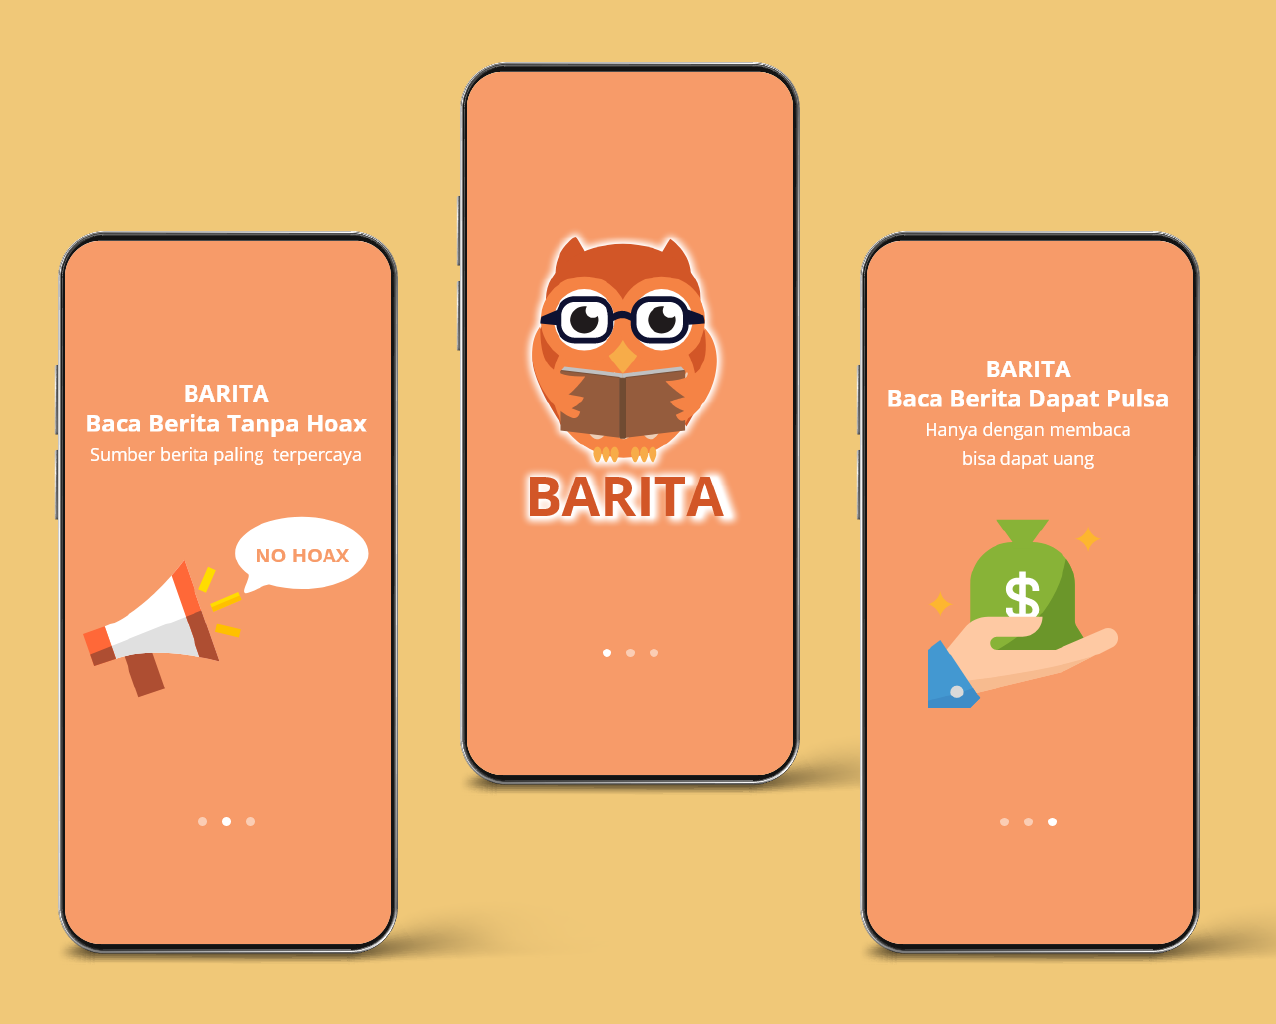 BARITA
Baca Berita Tanpa Hoax
Sumber berita paling  terpercaya
NO HOAX
BARITA
BARITA
Baca Berita Dapat Pulsa
Hanya dengan membaca
bisa dapat uang
$